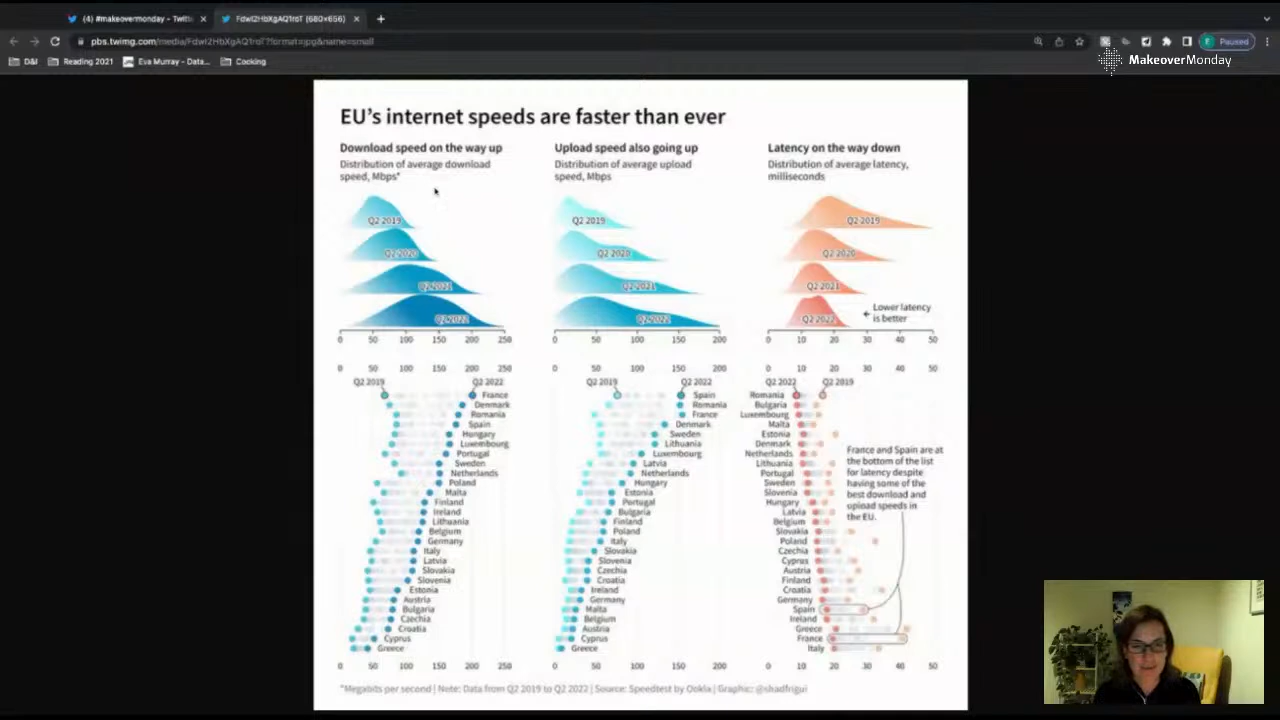 (4) #makeovermonday - Twitt
FdwI2HbXgAQ1roT (680×656)
pbs.twimg.com/media/FdwI2HbXgAQ1roT?format=jpg&name=small
E
Paused
D&I
Reading 2021
Eva Murray - Data...
Cooking
MakeoverMonday
EU's internet speeds are faster than ever
Download speed on the way up
Distribution of average download
speed, Mbps*
Q2 2019
Q2 2020
Q2 2021
Q2 2022
0 50 100 150 200 250
0 50 100 150 200 250
Q2 2019 Q2 2022
France
Denmark
Romania
Spain
Hungary
Luxembourg
Portugal
Sweden
Netherlands
Poland
Malta
Finland
Ireland
Lithuania
Belgium
Germany
Italy
Latvia
Slovakia
Slovenia
Estonia
Austria
Bulgaria
Czechia
Croatia
Cyprus
Greece
0 50 100 150 200 250
Upload speed also going up
Distribution of average upload
speed, Mbps
Q2 2019
Q2 2020
Q2 2021
Q2 2022
0 50 100 150 200
0 50 100 150 200
Q2 2019 Q2 2022
Spain
Romania
France
Denmark
Sweden
Lithuania
Luxembourg
Latvia
Netherlands
Hungary
Estonia
Portugal
Bulgaria
Finland
Poland
Italy
Slovakia
Slovenia
Czechia
Croatia
Ireland
Germany
Malta
Belgium
Austria
Cyprus
Greece
0 50 100 150 200
Latency on the way down
Distribution of average latency,
milliseconds
Q2 2019
Q2 2020
Q2 2021
Q2 2022
Lower latency
is better
0 10 20 30 40 50
0 10 20 30 40 50
Q2 2022 Q2 2019
Romania
Bulgaria
Luxembourg
Malta
Estonia
Denmark
Netherlands
Lithuania
Portugal
Sweden
Slovenia
Hungary
Latvia
Belgium
Slovakia
Poland
Czechia
Cyprus
Austria
Finland
Croatia
Germany
Spain
Ireland
Greece
France
Italy
France and Spain are at
the bottom of the list
for latency despite
having some of the
best download and
upload speeds in
the EU.
0 10 20 30 40 50
*Megabits per second | Note: Data from Q2 2019 to Q2 2022 | Source: Speedtest by Ookla | Graphic: @shadfrigui